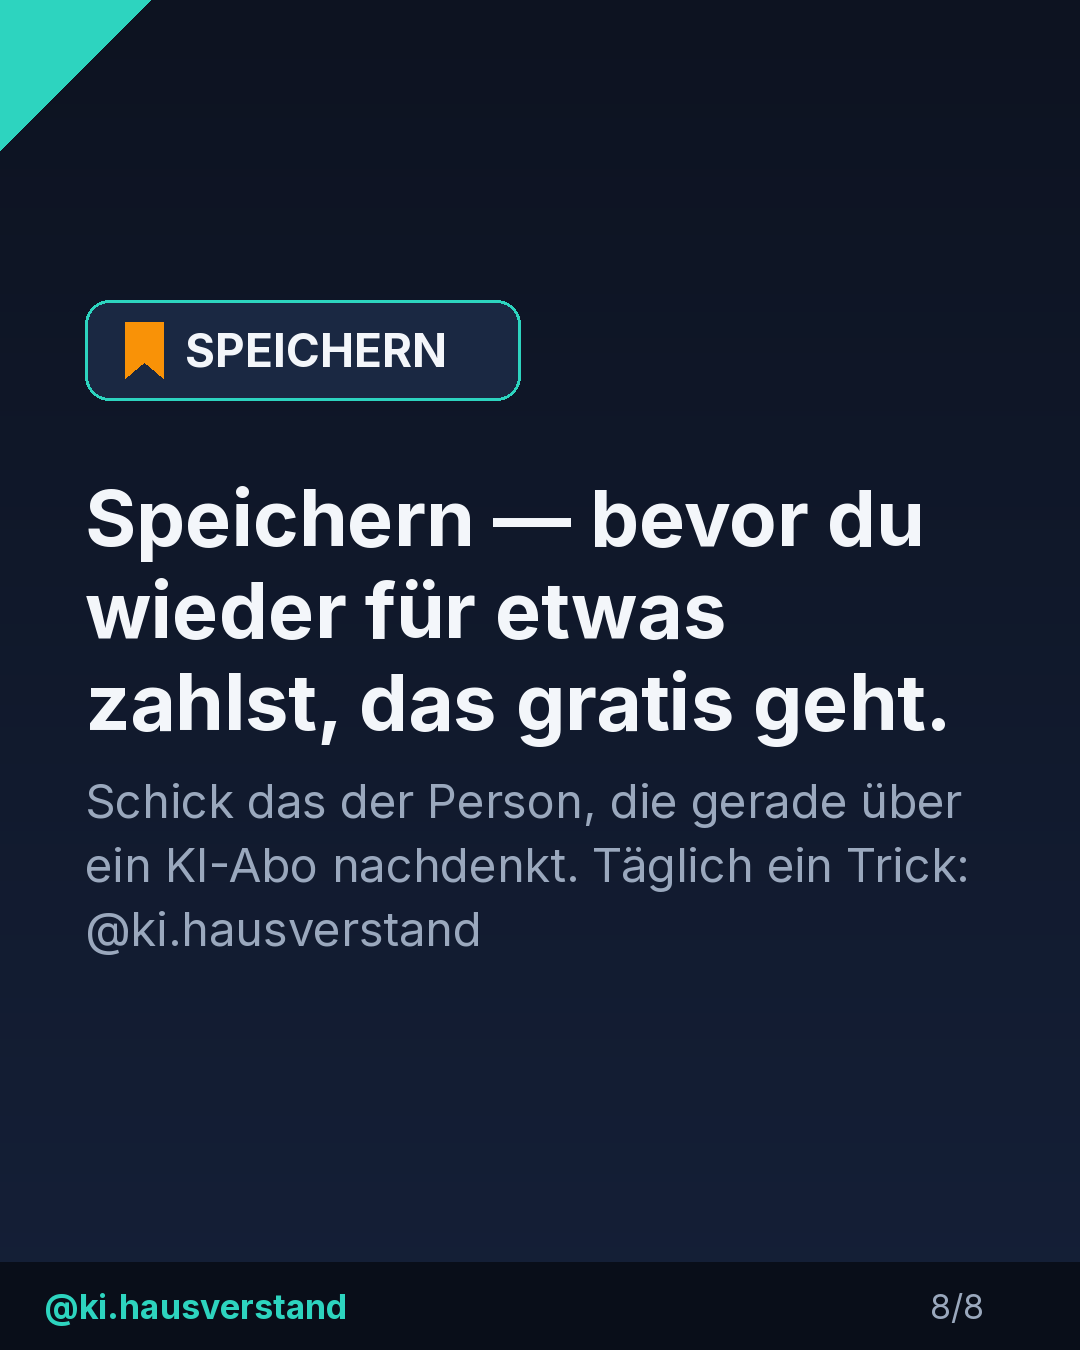 SPEICHERN
Speichern — bevor du
wieder für etwas
zahlst, das gratis geht.
Schick das der Person, die gerade über
ein KI-Abo nachdenkt. Täglich ein Trick:
@ki.hausverstand
@ki.hausverstand
8/8